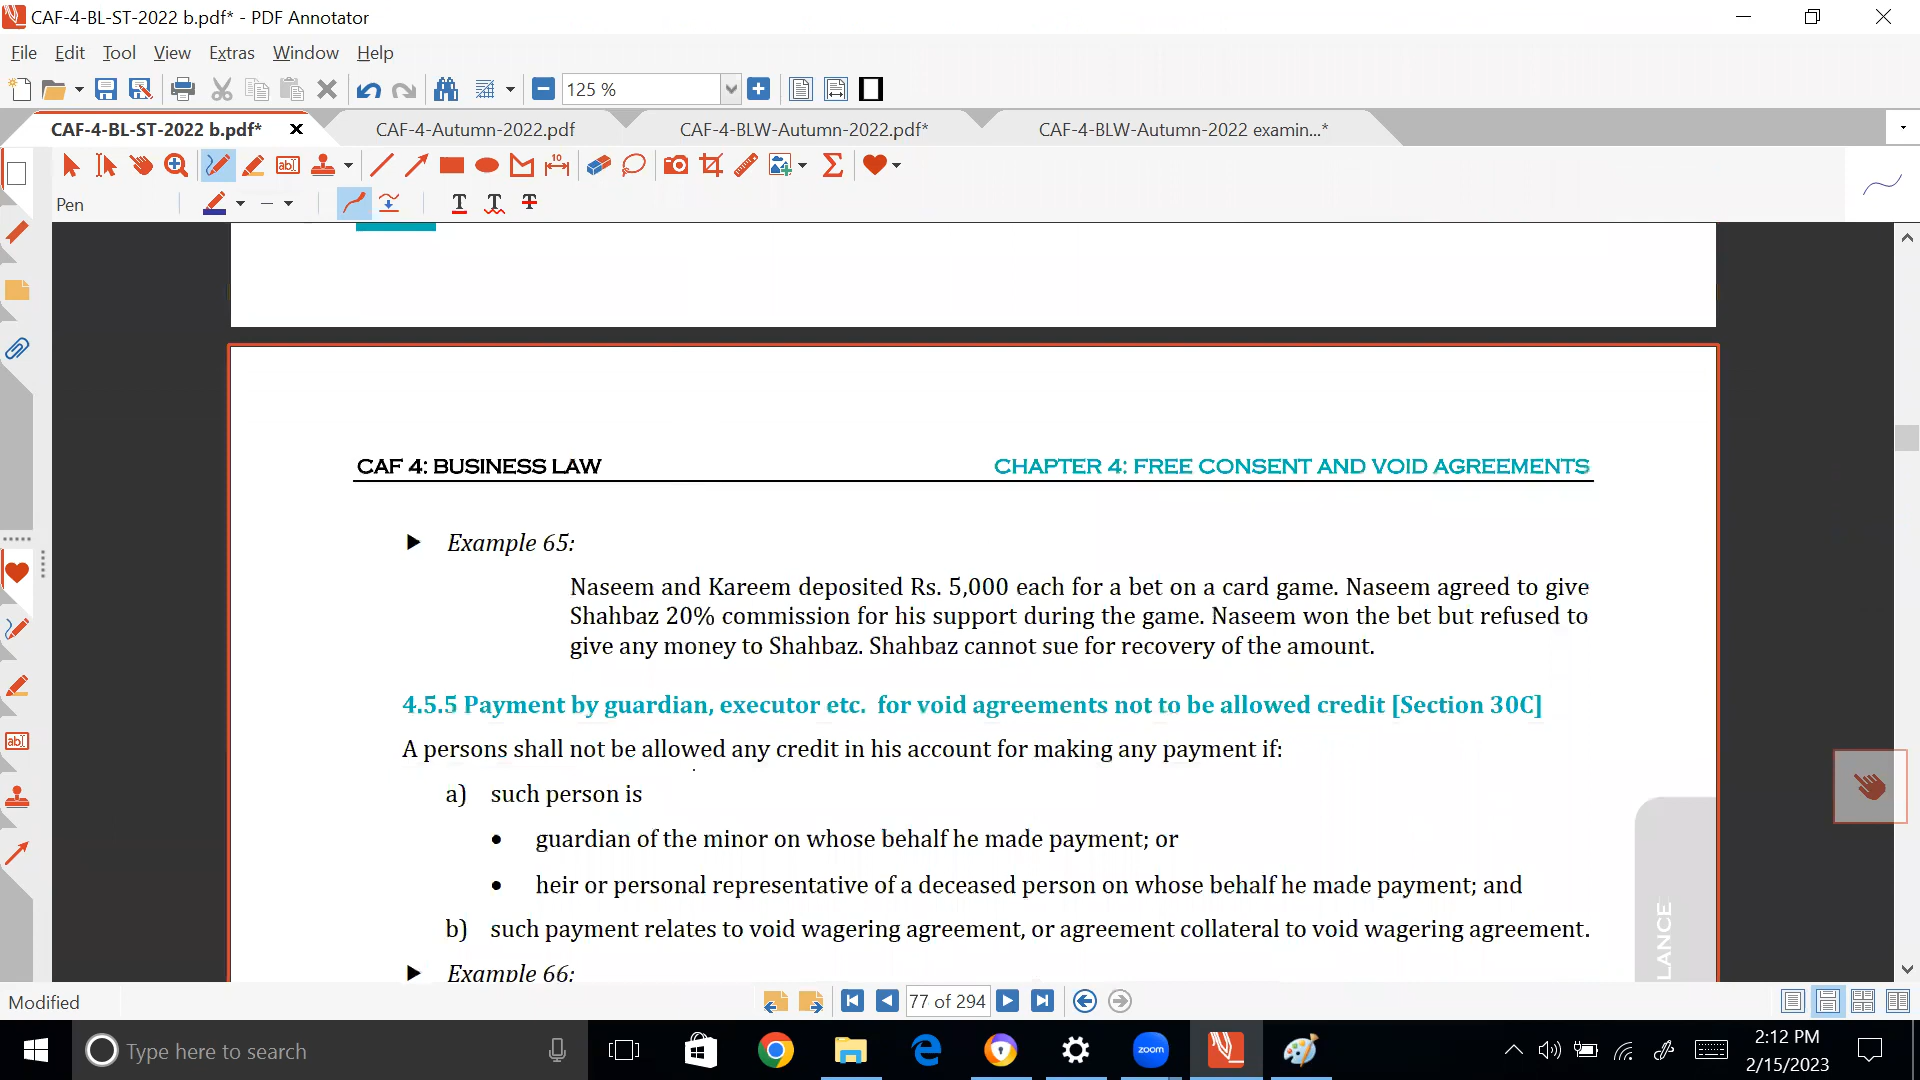 CAF-4-BL-ST-2022 b.pdf* - PDF Annotator
File Edit Tool View Extras Window Help
125 %
CAF-4-BL-ST-2022 b.pdf* CAF-4-Autumn-2022.pdf CAF-4-BLW-Autumn-2022.pdf* CAF-4-BLW-Autumn-2022 examin...*
Pen
CAF 4: BUSINESS LAW CHAPTER 4: FREE CONSENT AND VOID AGREEMENTS
Example 65:
Naseem and Kareem deposited Rs. 5,000 each for a bet on a card game. Naseem agreed to give
Shahbaz 20% commission for his support during the game. Naseem won the bet but refused to
give any money to Shahbaz. Shahbaz cannot sue for recovery of the amount.
4.5.5 Payment by guardian, executor etc. for void agreements not to be allowed credit [Section 30C]
A persons shall not be allowed any credit in his account for making any payment if:
a) such person is
• guardian of the minor on whose behalf he made payment; or
• heir or personal representative of a deceased person on whose behalf he made payment; and
b) such payment relates to void wagering agreement, or agreement collateral to void wagering agreement.
Example 66:
LANCE
Modified 77 of 294
Type here to search zoom 2:12 PM
2/15/2023